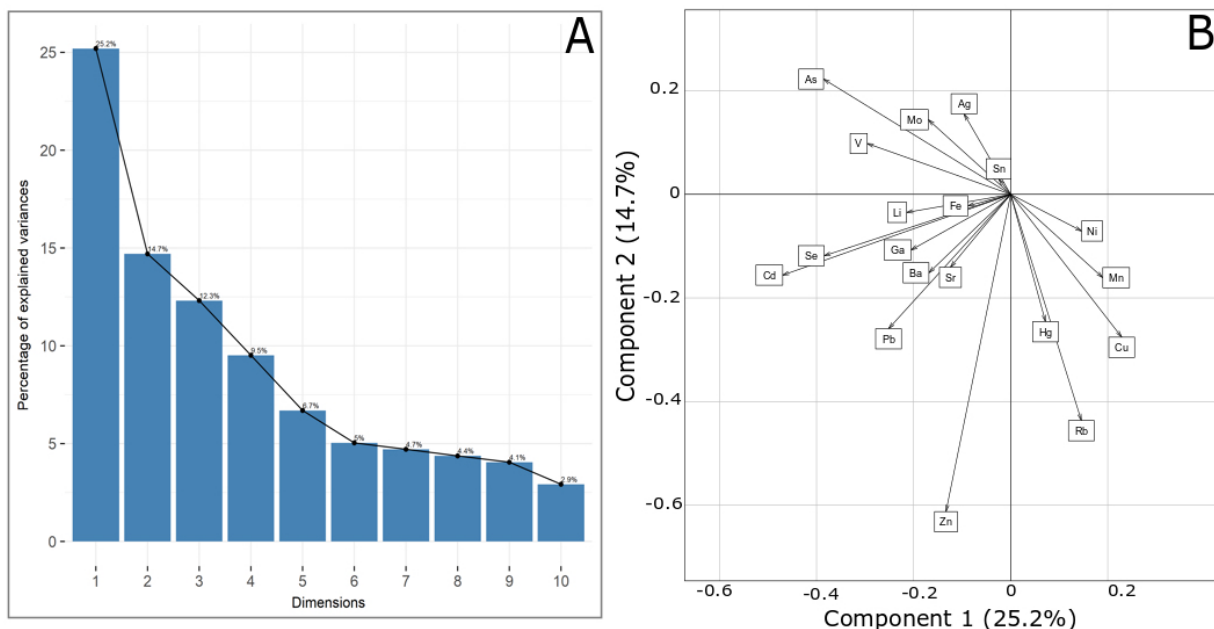 A
Percentage of explained variances
25
20
15
10
5
0
25.2%
14.7%
12.3%
9.5%
6.7%
5%
4.7%
4.4%
4.1%
2.9%
1 2 3 4 5 6 7 8 9 10
Dimensions
B
Component 2 (14.7%)
0.2
0
-0.2
-0.4
-0.6
As
Ag
Mo
V
Sn
Fe
Li
Ni
Ga
Se
Cd
Ba
Sr
Mn
Pb
Hg
Cu
Rb
Zn
-0.6 -0.4 -0.2 0 0.2
Component 1 (25.2%)